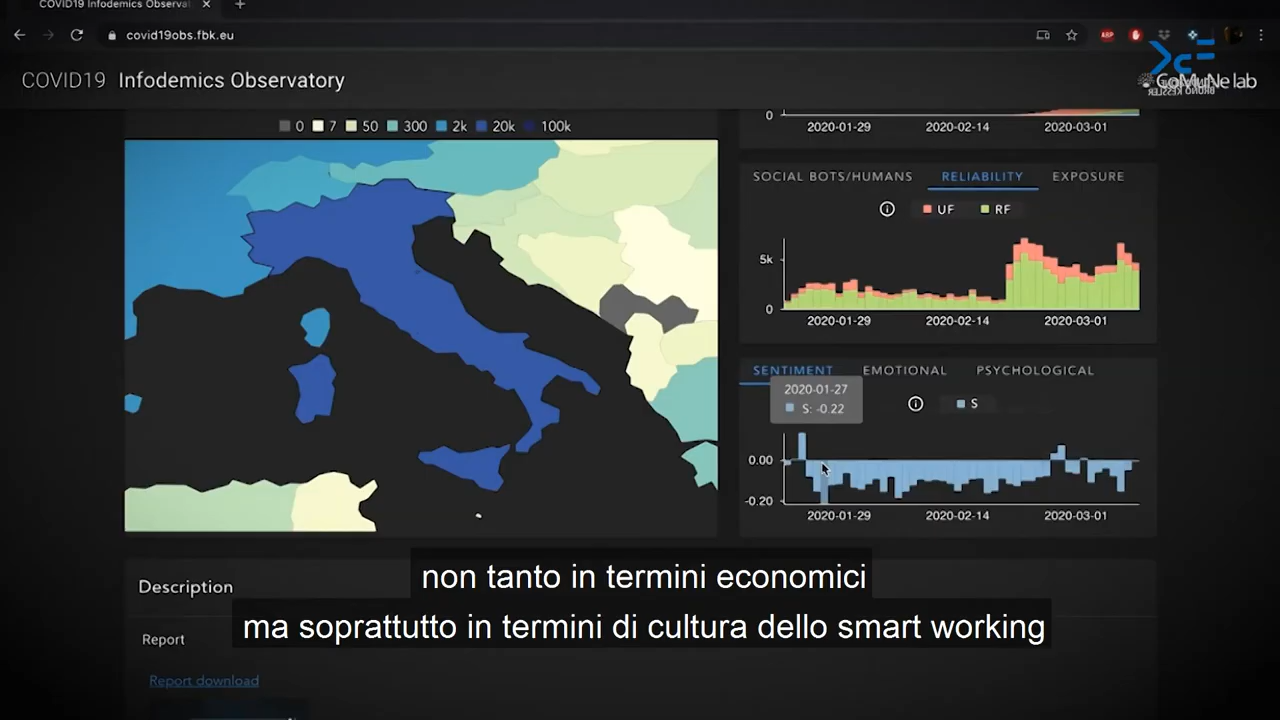 COVID19 Infodemics Observat
covid19obs.fbk.eu
ABP
COVID19 Infodemics Observatory
CoMuNe lab
BRUNO KESSLER
0 7 50 300 2k 20k 100k
0
2020-01-29 2020-02-14 2020-03-01
SOCIAL BOTS/HUMANS RELIABILITY EXPOSURE
UF RF
5k
0
2020-01-29 2020-02-14 2020-03-01
SENTIMENT EMOTIONAL PSYCHOLOGICAL
2020-01-27
S: -0.22
S
0.00
-0.20
2020-01-29 2020-02-14 2020-03-01
Description
Report
Report download
non tanto in termini economici
ma soprattutto in termini di cultura dello smart working